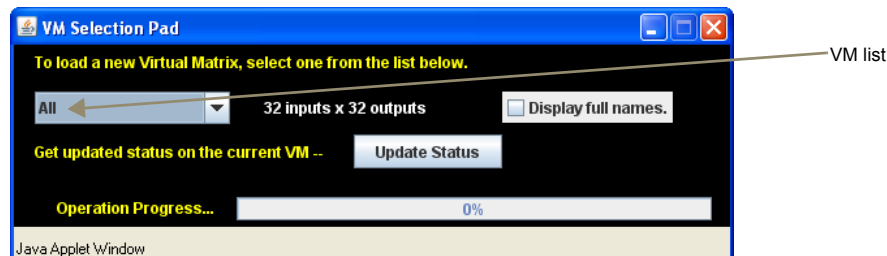 VM Selection Pad
To load a new Virtual Matrix, select one from the list below.
VM list
All
32 inputs x 32 outputs
Display full names.
Get updated status on the current VM --
Update Status
Operation Progress...
0%
Java Applet Window